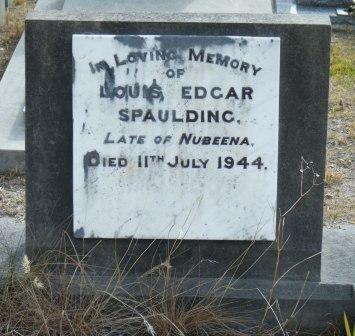 IN LOVING MEMORY
OF
LOUIS EDGAR
SPAULDING,
LATE OF NUBEENA,
DIED 11TH JULY 1944.